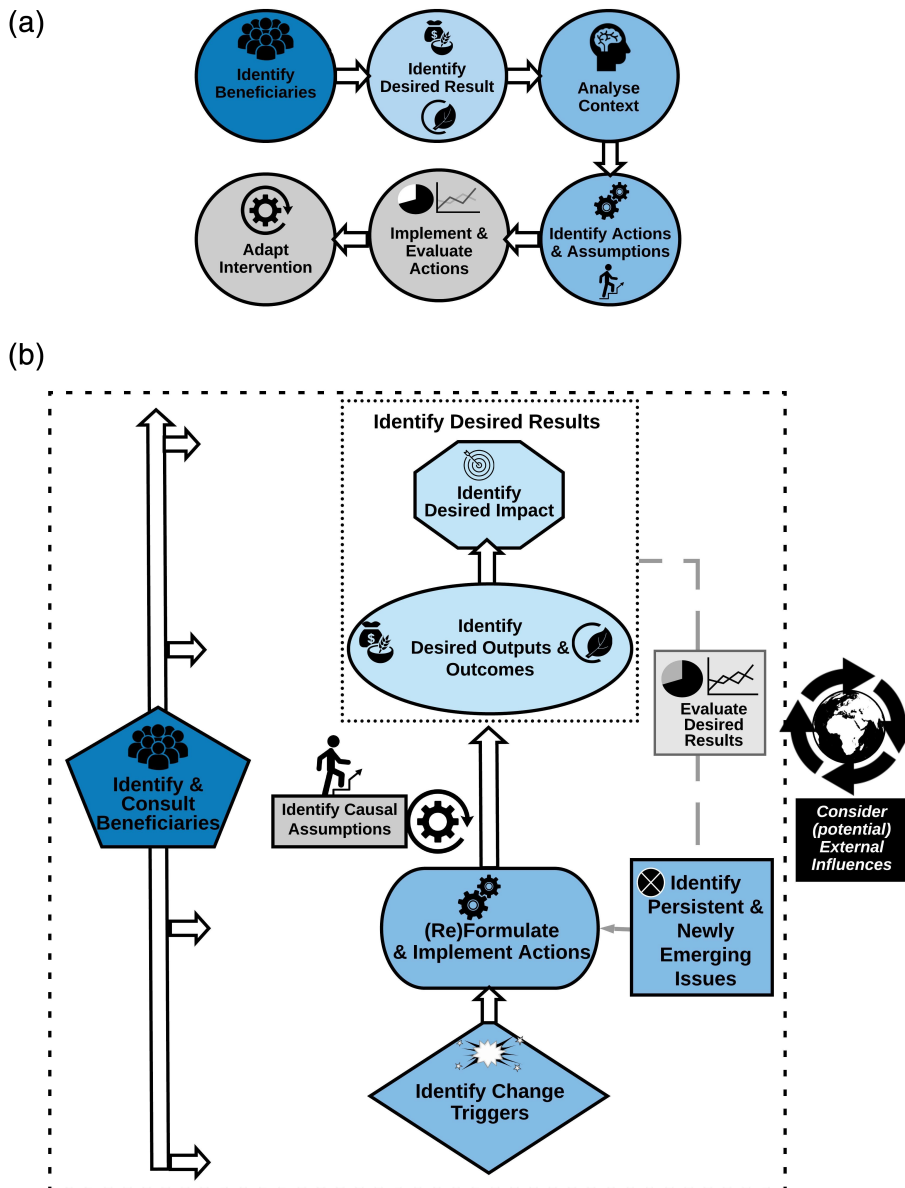 (a)
Identify
Beneficiaries
$
Identify
Desired Result
Analyse
Context
Adapt
Intervention
Implement &
Evaluate
Actions
Identify Actions
& Assumptions
(b)
Identify Desired Results
Identify
Desired Impact
$
Identify
Desired Outputs &
Outcomes
Evaluate
Desired
Results
Identify &
Consult
Beneficiaries
Identify Causal
Assumptions
Consider
(potential)
External
Influences
(Re)Formulate
& Implement Actions
Identify
Persistent &
Newly
Emerging
Issues
Identify Change
Triggers